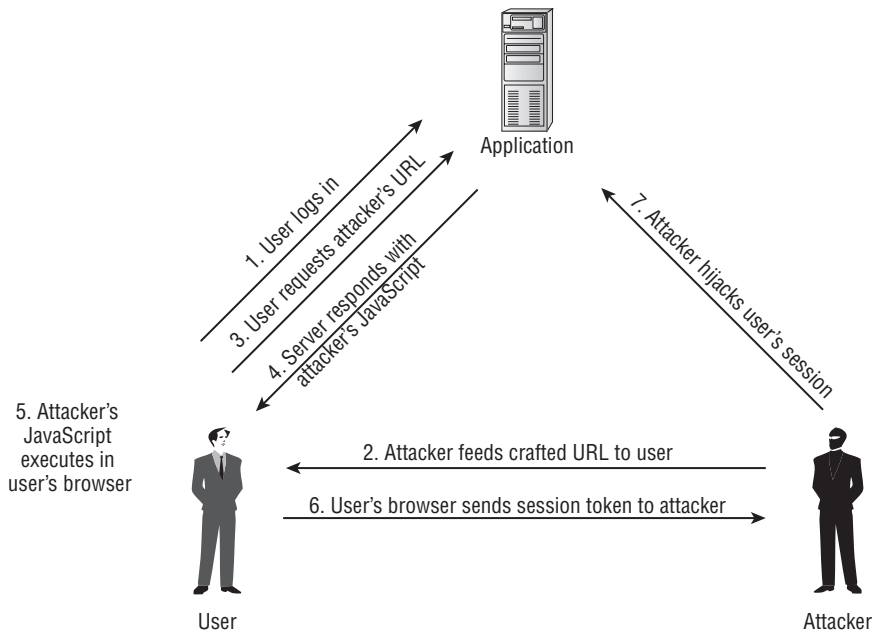 Application
1. User logs in
3. User requests attacker's URL
4. Server responds with
attacker's JavaScript
7. Attacker hijacks user's session
5. Attacker's
JavaScript
executes in
user's browser
2. Attacker feeds crafted URL to user
6. User's browser sends session token to attacker
User
Attacker